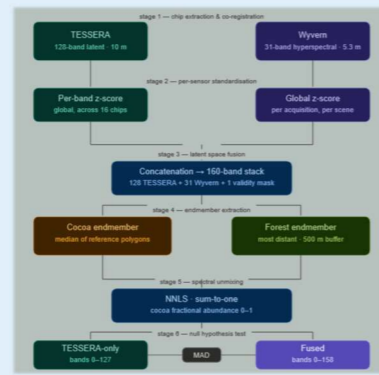 stage 1 — chip extraction & co-registration
TESSERA
128-band latent · 10 m
Wyvern
31-band hyperspectral · 5.3 m
stage 2 — per-sensor standardisation
Per-band z-score
global, across 16 chips
Global z-score
per acquisition, per scene
stage 3 — latent space fusion
Concatenation → 160-band stack
128 TESSERA + 31 Wyvern + 1 validity mask
stage 4 — endmember extraction
Cocoa endmember
median of reference polygons
Forest endmember
most distant · 500 m buffer
stage 5 — spectral unmixing
NNLS · sum-to-one
cocoa fractional abundance 0–1
stage 6 — null hypothesis test
TESSERA-only
bands 0–127
MAD
Fused
bands 0–158